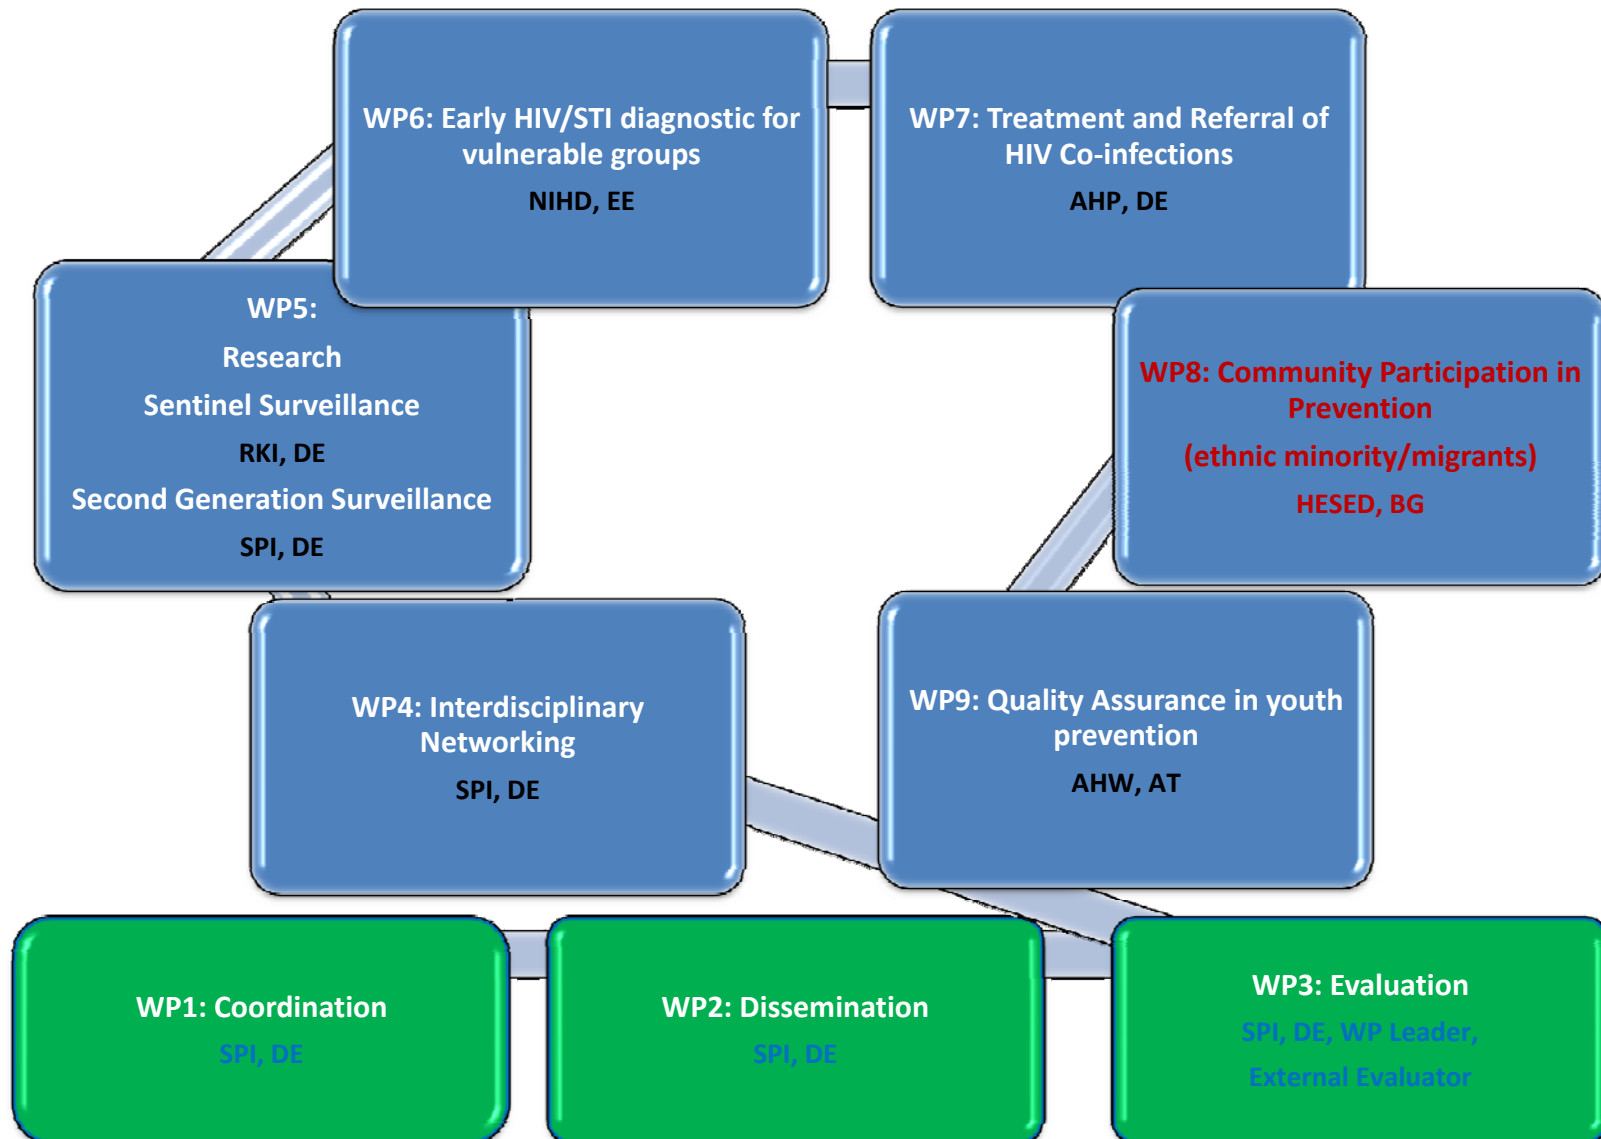 WP6: Early HIV/STI diagnostic for
vulnerable groups
NIHD, EE
WP7: Treatment and Referral of
HIV Co-infections
AHP, DE
WP5:
Research
Sentinel Surveillance
RKI, DE
Second Generation Surveillance
SPI, DE
WP8: Community Participation in
Prevention
(ethnic minority/migrants)
HESED, BG
WP4: Interdisciplinary
Networking
SPI, DE
WP9: Quality Assurance in youth
prevention
AHW, AT
WP1: Coordination
SPI, DE
WP2: Dissemination
SPI, DE
WP3: Evaluation
SPI, DE, WP Leader,
External Evaluator